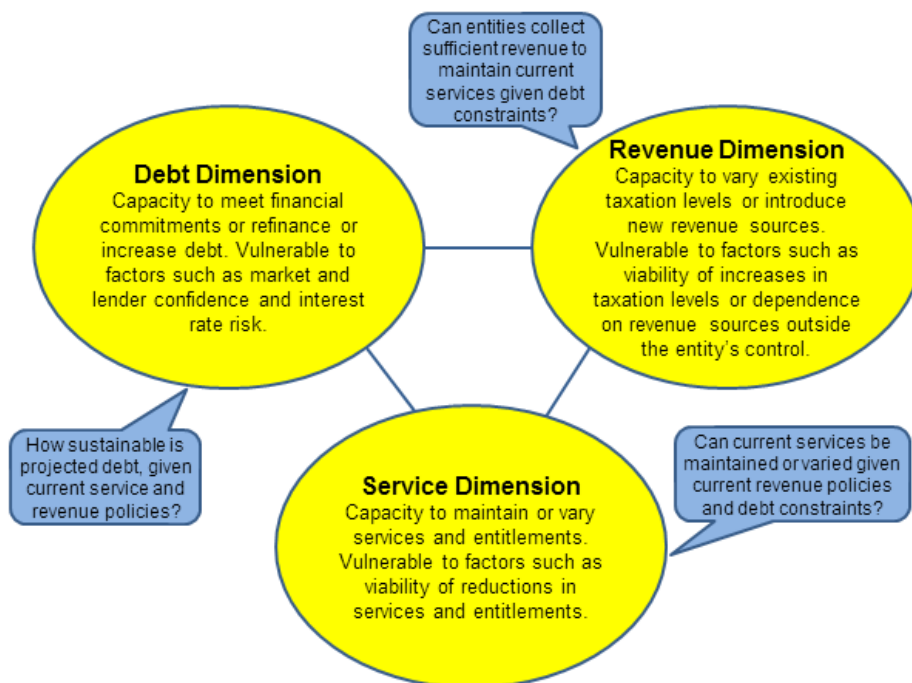 Can entities collect
sufficient revenue to
maintain current
services given debt
constraints?
Debt Dimension
Capacity to meet financial
commitments or refinance or
increase debt. Vulnerable to
factors such as market and
lender confidence and interest
rate risk.
Revenue Dimension
Capacity to vary existing
taxation levels or introduce
new revenue sources.
Vulnerable to factors such as
viability of increases in
taxation levels or dependence
on revenue sources outside
the entity's control.
How sustainable is
projected debt, given
current service and
revenue policies?
Service Dimension
Capacity to maintain or vary
services and entitlements.
Vulnerable to factors such as
viability of reductions in
services and entitlements.
Can current services be
maintained or varied given
current revenue policies
and debt constraints?